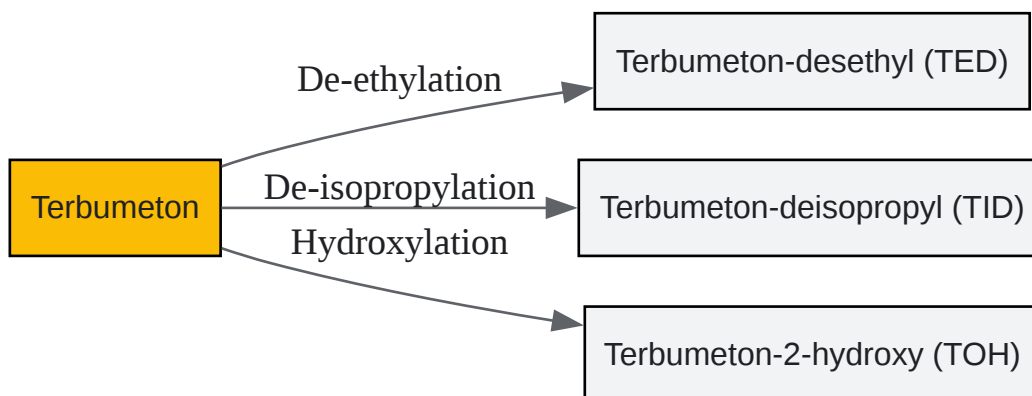 Terbumeton-desethyl (TED)
De-ethylation
De-isopropylation
Terbumeton
Terbumeton-deisopropyl (TID)
Hydroxylation
Terbumeton-2-hydroxy (TOH)